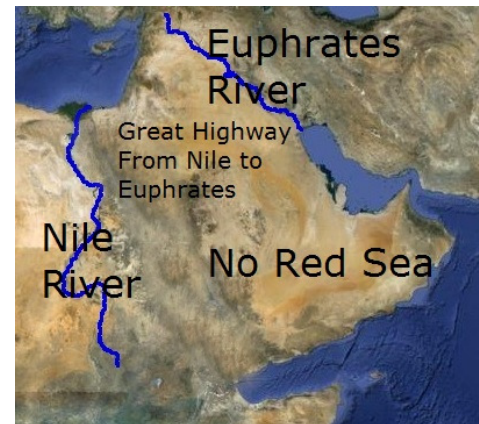 Euphrates
River
Great Highway
From Nile to
Euphrates
Nile
River
No Red Sea